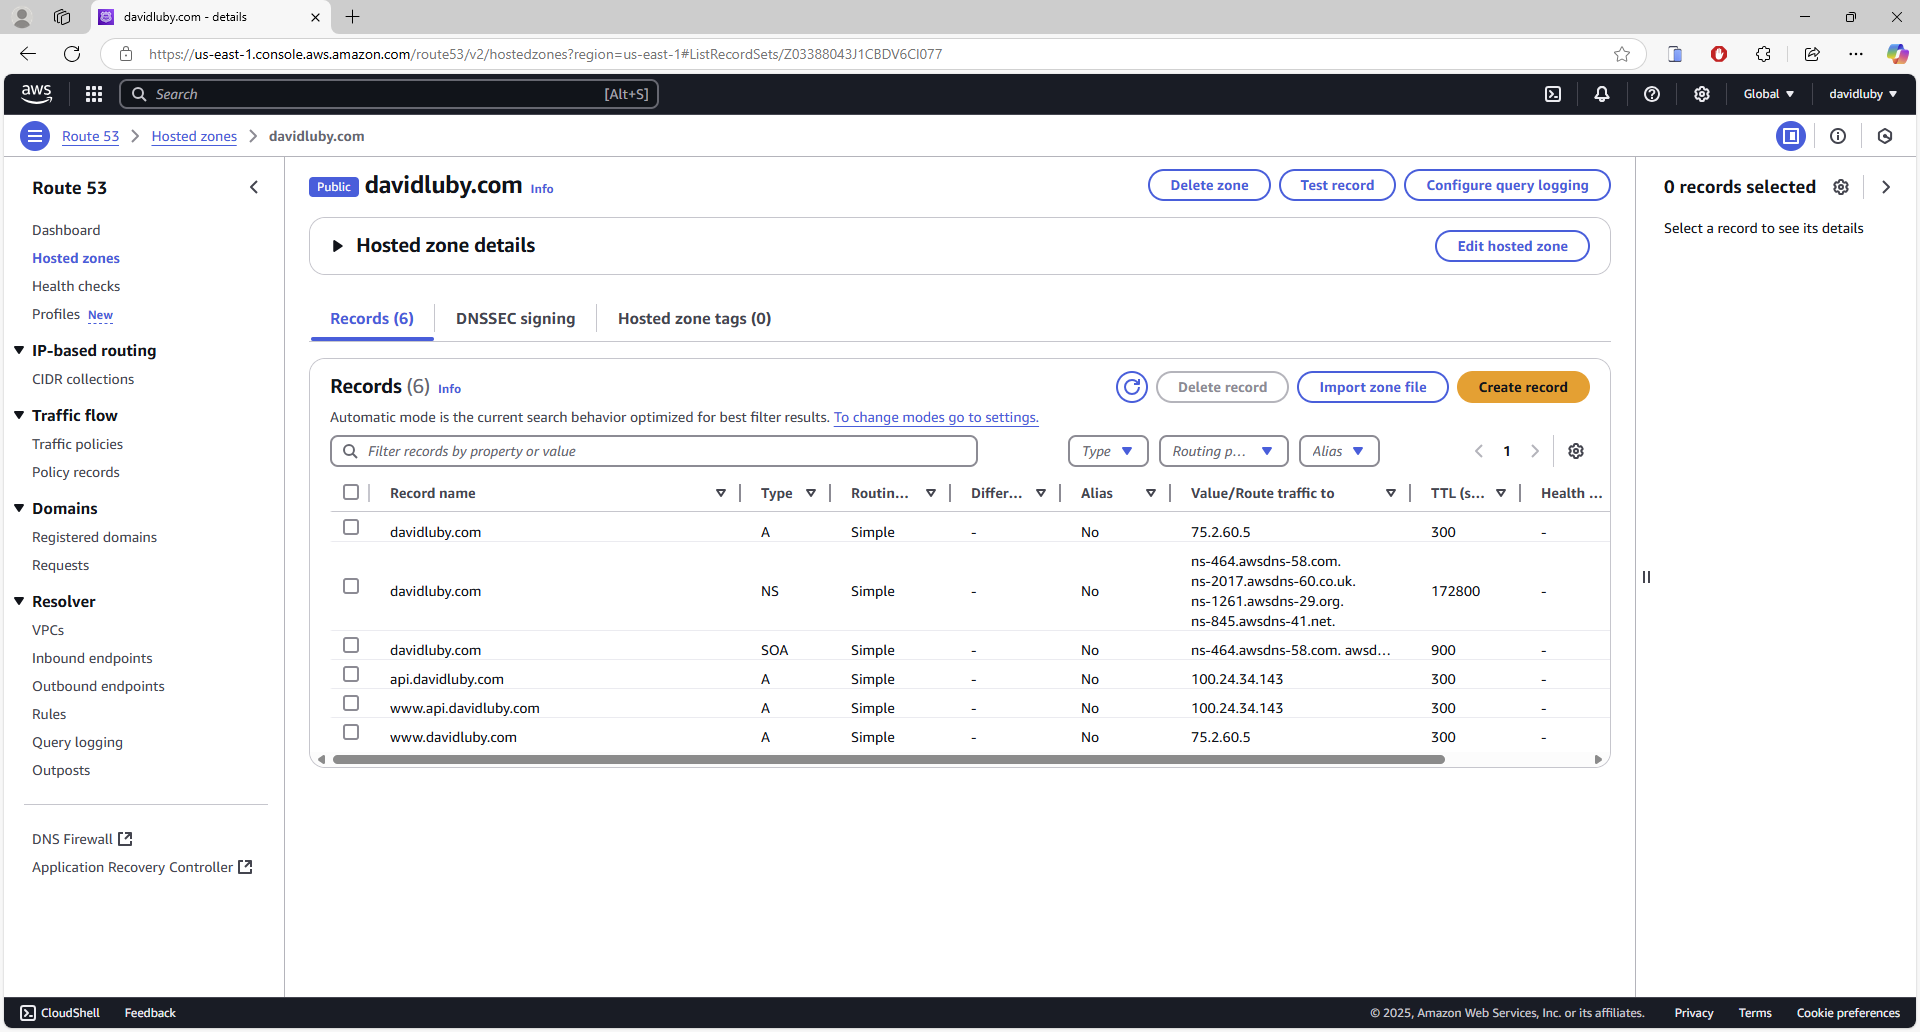 davidluby.com - details
https://us-east-1.console.aws.amazon.com/route53/v2/hostedzones?region=us-east-1#ListRecordSets/Z03388043J1CBDV6CI077
aws
Search [Alt+S]
Global
davidluby
Route 53
Hosted zones
davidluby.com
Route 53
Dashboard
Hosted zones
Health checks
Profiles New
IP-based routing
CIDR collections
Traffic flow
Traffic policies
Policy records
Domains
Registered domains
Requests
Resolver
VPCs
Inbound endpoints
Outbound endpoints
Rules
Query logging
Outposts
DNS Firewall
Application Recovery Controller
Public davidluby.com Info
Delete zone
Test record
Configure query logging
Hosted zone details
Edit hosted zone
Records (6)
DNSSEC signing
Hosted zone tags (0)
Records (6) Info
Delete record
Import zone file
Create record
Automatic mode is the current search behavior optimized for best filter results. To change modes go to settings.
Filter records by property or value
Type
Routing p...
Alias
1
Record name Type Routin... Differ... Alias Value/Route traffic to TTL (s... Health ...
davidluby.com A Simple - No 75.2.60.5 300 -
davidluby.com NS Simple - No ns-464.awsdns-58.com. 172800 -
ns-2017.awsdns-60.co.uk.
ns-1261.awsdns-29.org.
ns-845.awsdns-41.net.
davidluby.com SOA Simple - No ns-464.awsdns-58.com. awsd... 900 -
api.davidluby.com A Simple - No 100.24.34.143 300 -
www.api.davidluby.com A Simple - No 100.24.34.143 300 -
www.davidluby.com A Simple - No 75.2.60.5 300 -
0 records selected
Select a record to see its details
CloudShell
Feedback
© 2025, Amazon Web Services, Inc. or its affiliates.
Privacy
Terms
Cookie preferences